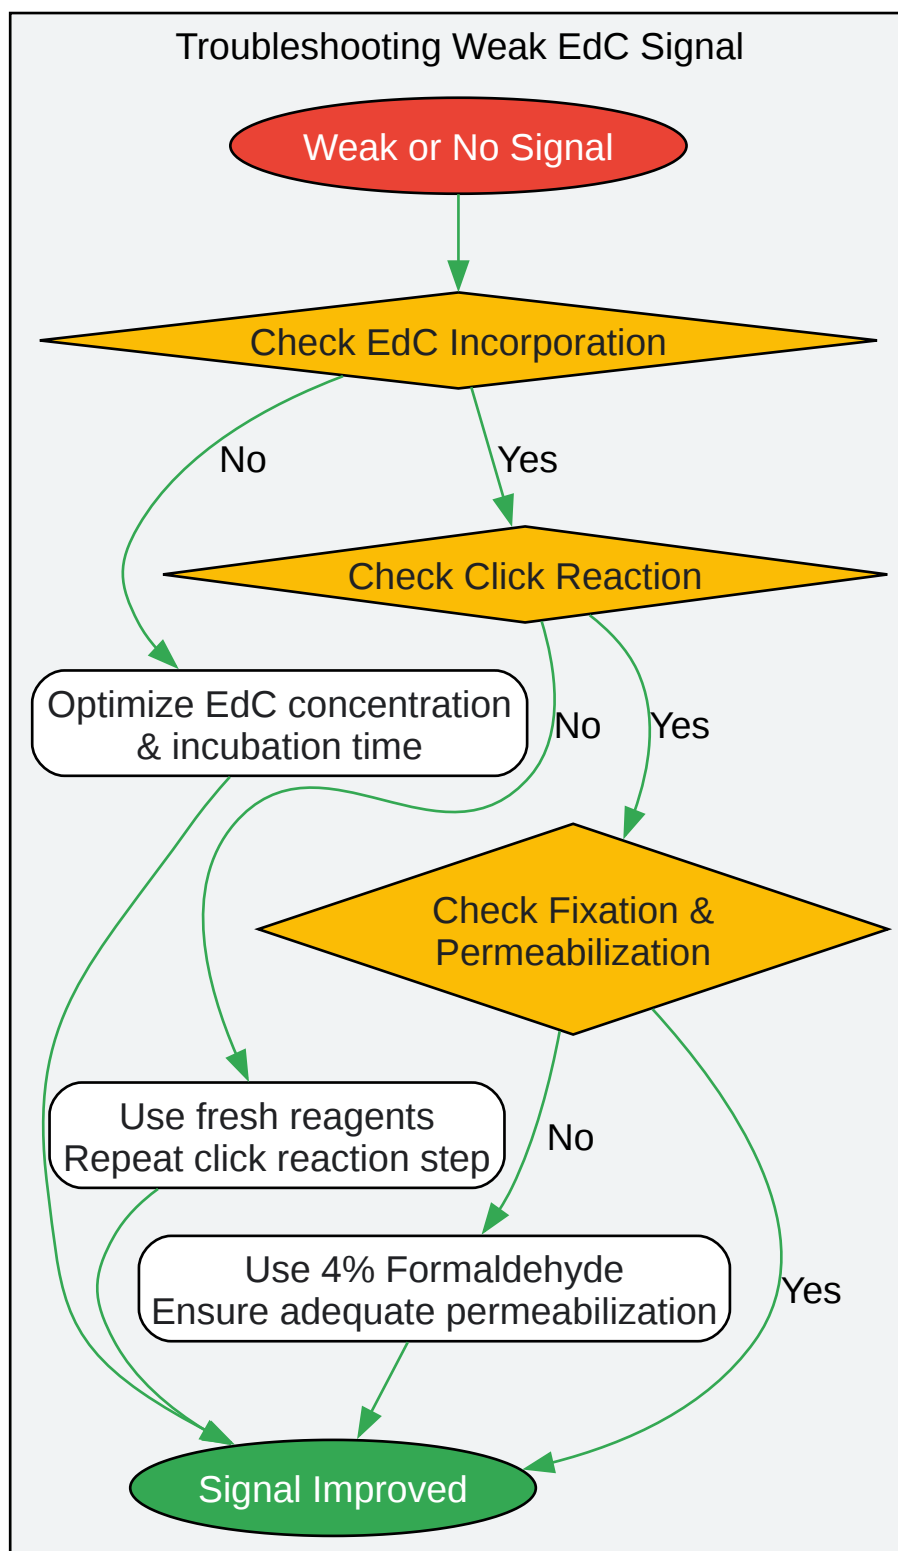 Troubleshooting Weak EdC Signal
Weak or No Signal
Check EdC Incorporation
No
Yes
Check Click Reaction
Optimize EdC concentration
& incubation time
No
Yes
Check Fixation &
Permeabilization
Use fresh reagents
Repeat click reaction step
No
Use 4% Formaldehyde
Ensure adequate permeabilization
Yes
Signal Improved